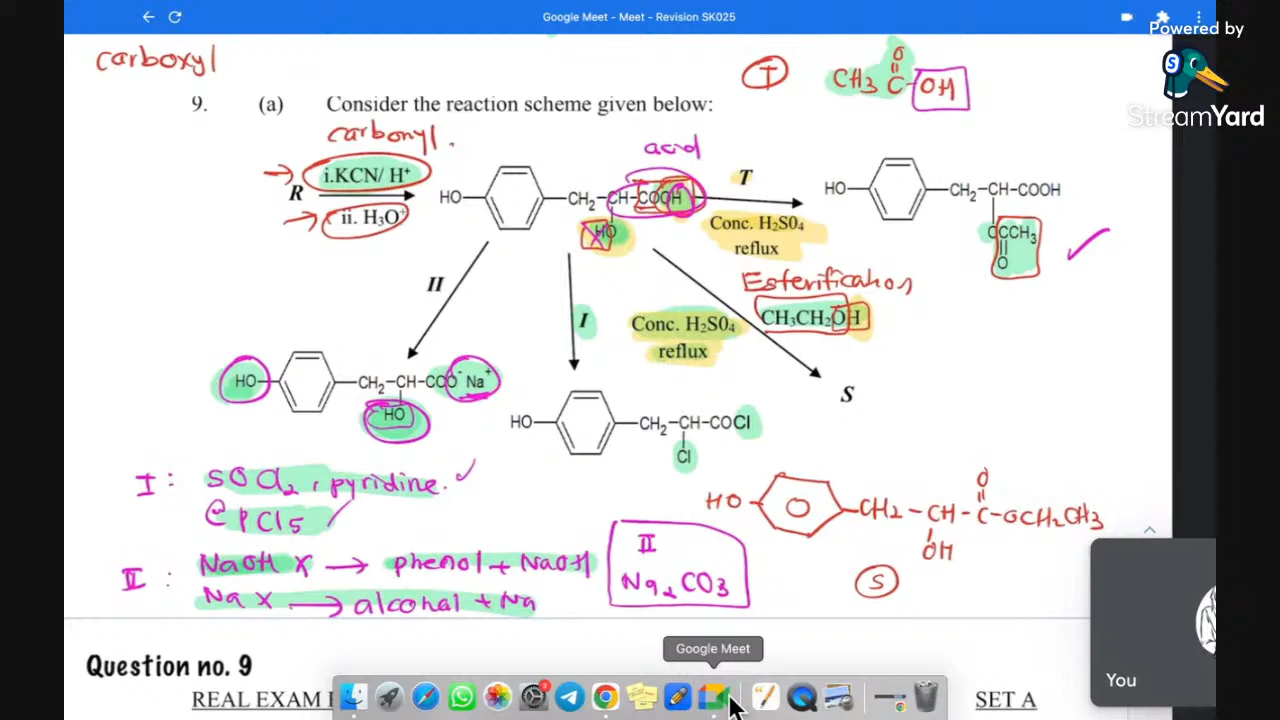 Google Meet - Meet - Revision SK025
Powered by
StreamYard
carboxyl
9. (a) Consider the reaction scheme given below:
carbonyl.
T
CH3 C-OH
O
i.KCN/ H+
R
ii. H3O+
acid
HO CH2-CH-COOH
HO
T
Conc. H2S04
reflux
HO CH2-CH-COOH
OCCH3
O
Esterification
CH3CH2OH
II
I
Conc. H2S04
reflux
S
HO CH2-CH-COO- Na+
HO
HO CH2-CH-COCl
Cl
I : SOCl2, pyridine.
@ PCl5
HO CH2 - CH - C-OCH2CH3
O
OH
S
II : NaOH x → phenol + NaOH
Na x → alcohol + Na
II
Na2CO3
Question no. 9
Google Meet
REAL EXAM
SET A
You